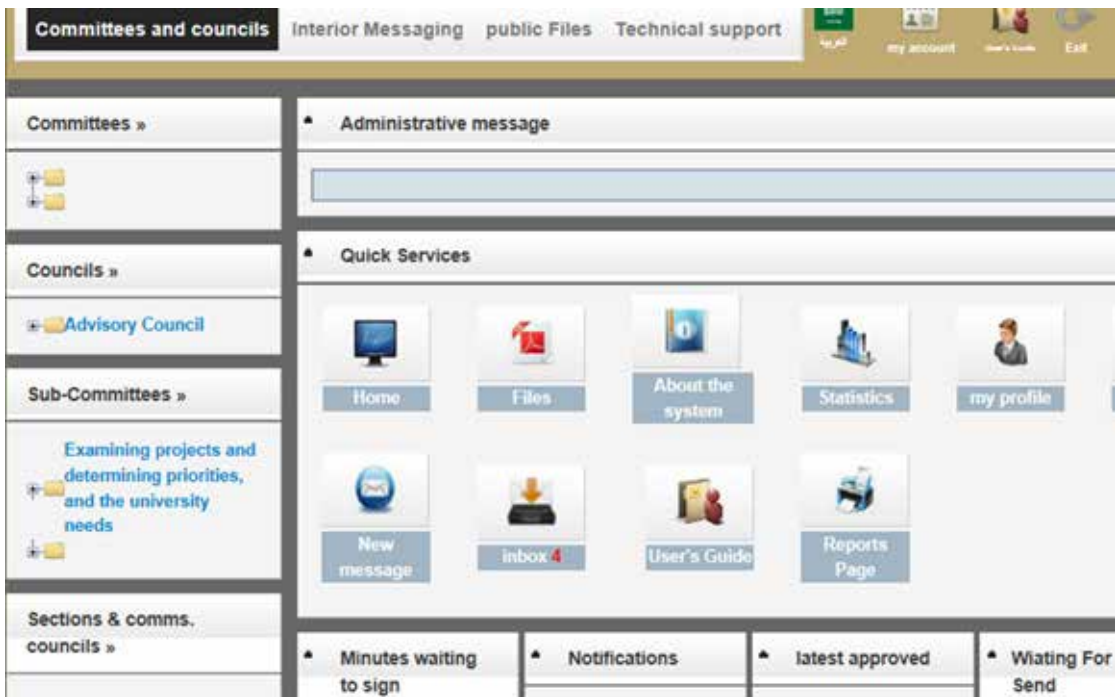 Committees and councils
Interior Messaging
public Files
Technical support
العربية
my account
User's Guide
Exit
Committees »
Councils »
Advisory Council
Sub-Committees »
Examining projects and
determining priorities,
and the university
needs
Sections & comms.
councils »
Administrative message
Quick Services
Home
Files
About the
system
Statistics
my profile
New
message
inbox 4
User's Guide
Reports
Page
Minutes waiting
to sign
Notifications
latest approved
Wiating For
Send